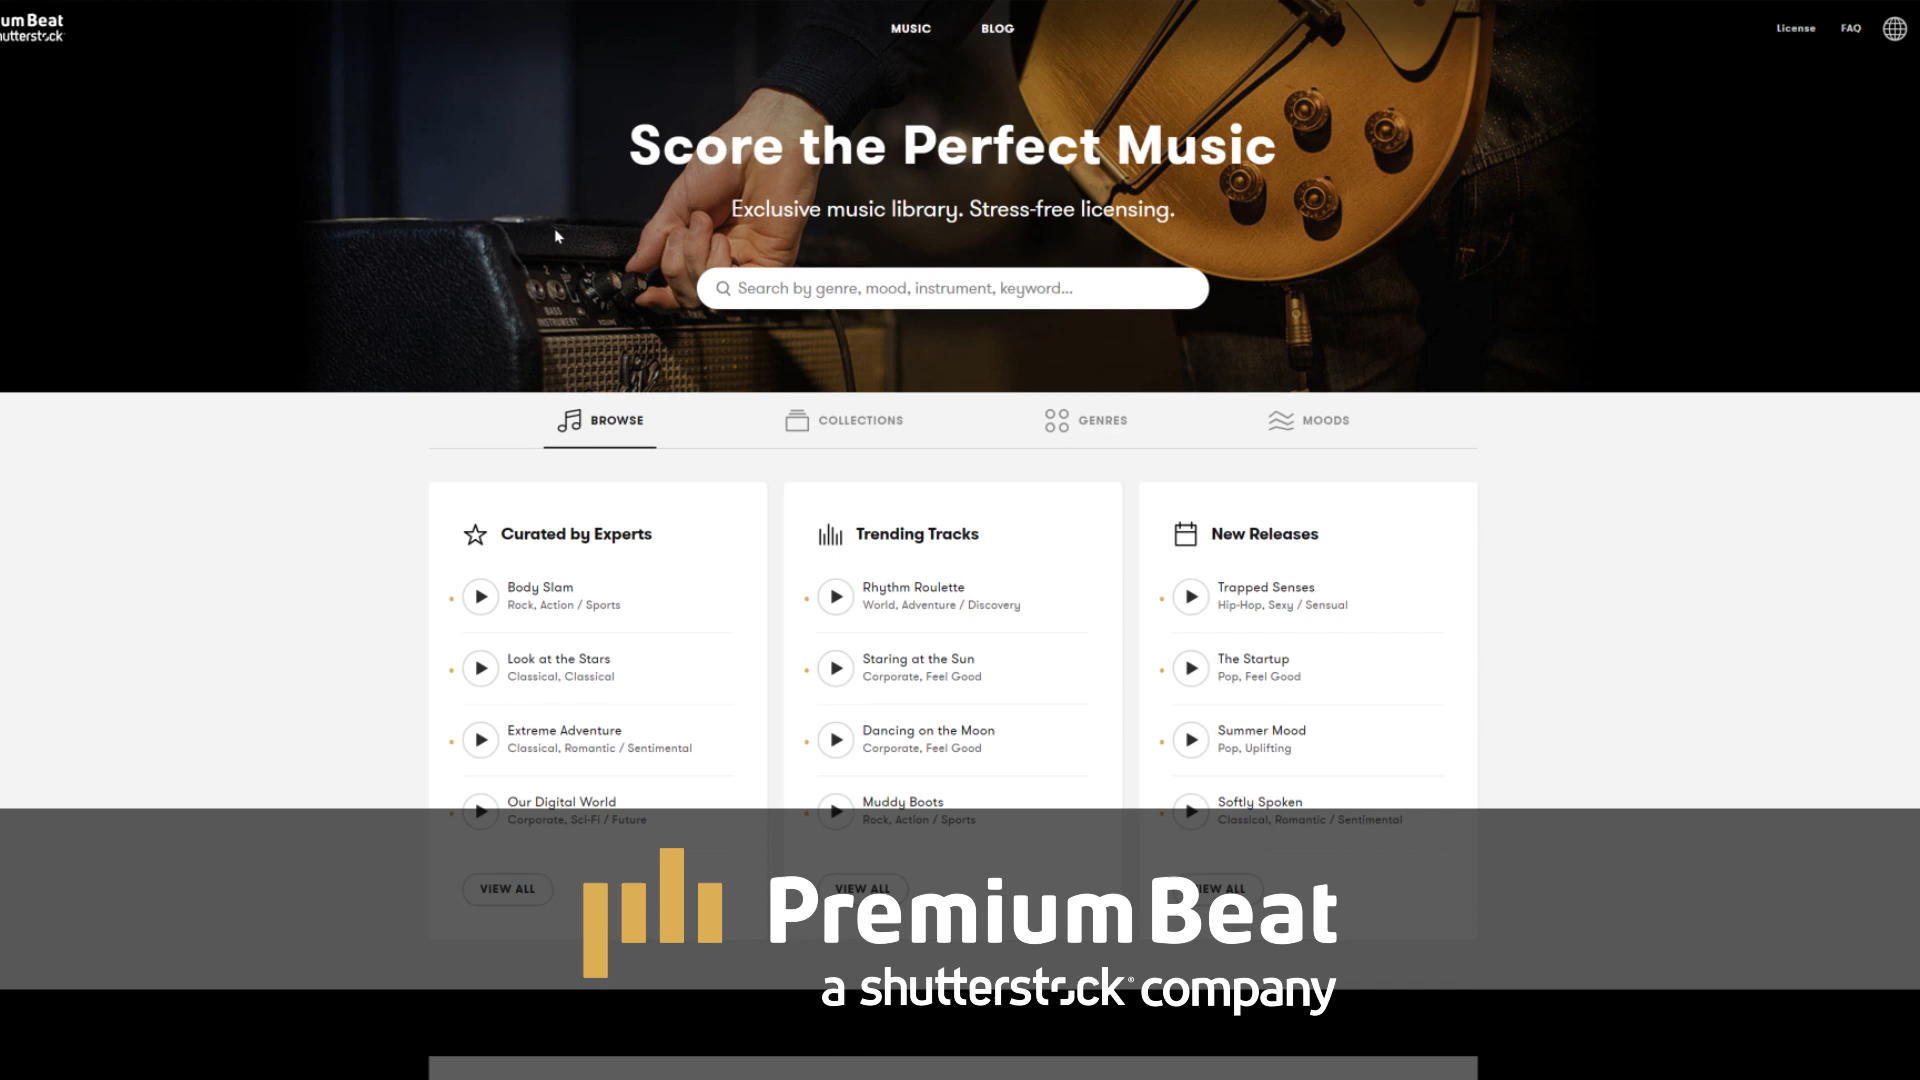 um Beat
hutterstock
MUSIC
BLOG
License
FAQ
Score the Perfect Music
Exclusive music library. Stress-free licensing.
Search by genre, mood, instrument, keyword...
BASS
INSTRUMENT
VOLUME
BROWSE
COLLECTIONS
GENRES
MOODS
Curated by Experts
Body Slam
Rock, Action / Sports
Look at the Stars
Classical, Classical
Extreme Adventure
Classical, Romantic / Sentimental
Our Digital World
Corporate, Sci-Fi / Future
VIEW ALL
Trending Tracks
Rhythm Roulette
World, Adventure / Discovery
Staring at the Sun
Corporate, Feel Good
Dancing on the Moon
Corporate, Feel Good
Muddy Boots
Rock, Action / Sports
VIEW ALL
New Releases
Trapped Senses
Hip-Hop, Sexy / Sensual
The Startup
Pop, Feel Good
Summer Mood
Pop, Uplifting
Softly Spoken
Classical, Romantic / Sentimental
VIEW ALL
Premium Beat
a shutterstock company